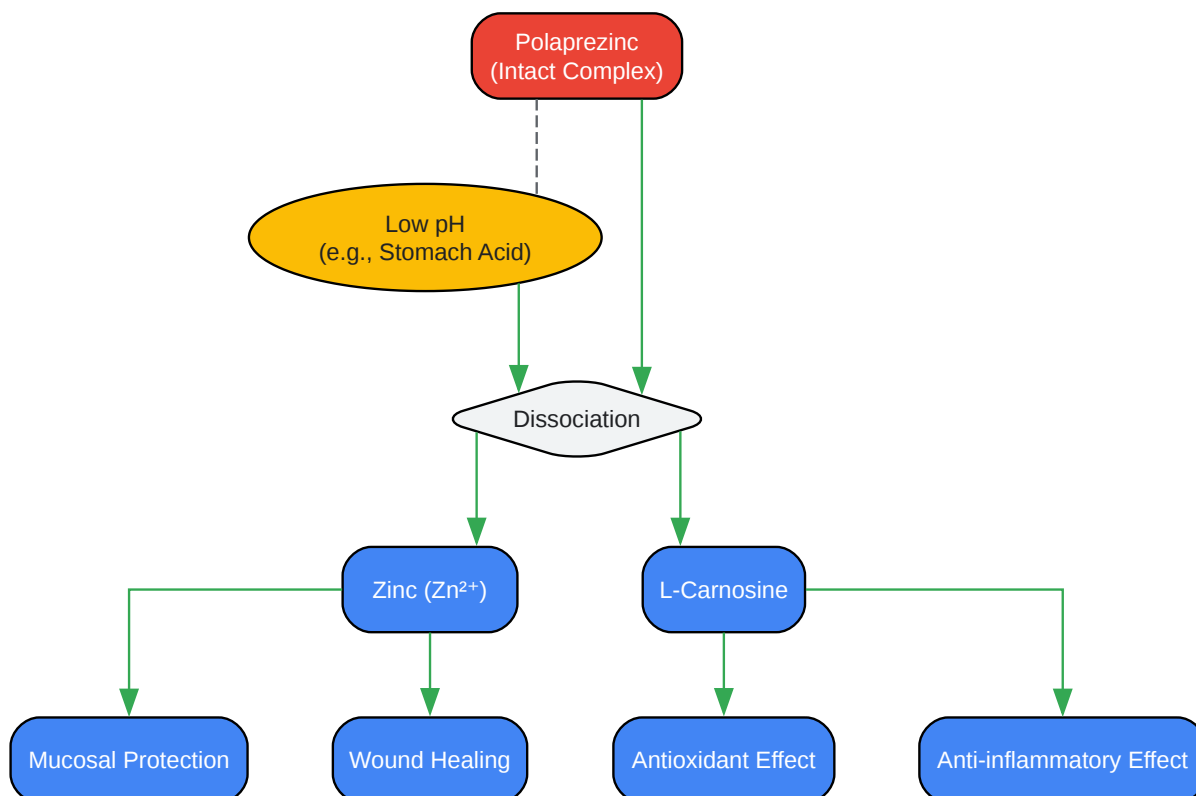 Polaprezinc
(Intact Complex)
Low pH
(e.g., Stomach Acid)
Dissociation
Zinc (Zn²⁺)
L-Carnosine
Mucosal Protection
Wound Healing
Antioxidant Effect
Anti-inflammatory Effect